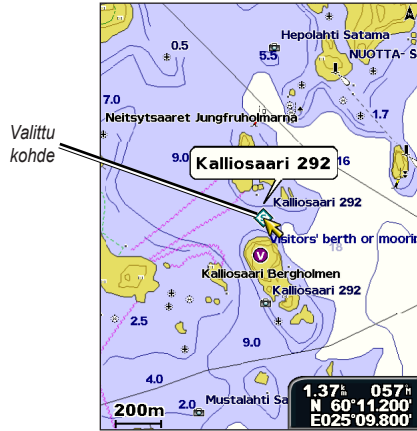 Hepolahti Satama
0.5
5.5
NUOTTA- S
7.0
1.7
Neitsytsaaret Jungfruholmarna
Valittu
kohde
9.0
Kalliosaari 292
16
Kalliosaari 292
Visitors' berth or moorin
18
V
Kalliosaari Bergholmen
Kalliosaari 292
2.5
9.0
4.0
Mustalahti Sa
2.0
200m
1.37 057
N 60°11.200'
E025°09.800'